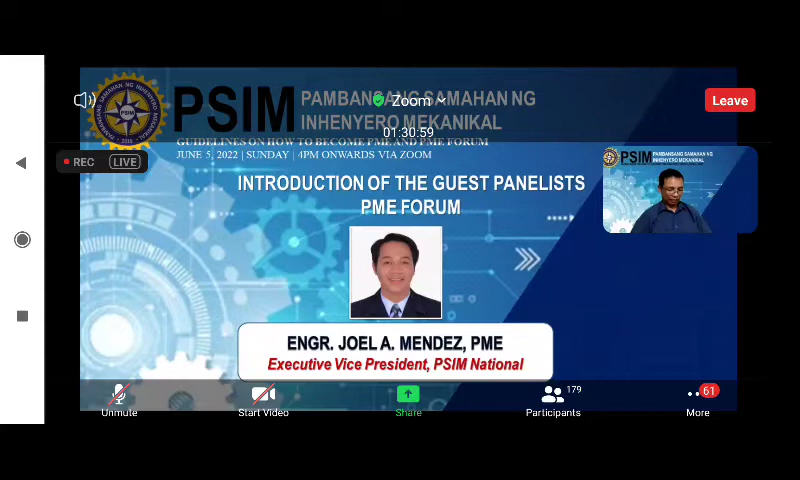 PSIM
PAMBANSANG SAMAHAN NG
INHENYERO MEKANIKAL
Zoom
Leave
01:30:59
GUIDELINES ON HOW TO BECOME PME AND PME FORUM
JUNE 5, 2022 | SUNDAY | 4PM ONWARDS VIA ZOOM
REC LIVE
PSIM PAMBANSANG SAMAHAN NG
INHENYERO MEKANIKAL
INTRODUCTION OF THE GUEST PANELISTS
PME FORUM
ENGR. JOEL A. MENDEZ, PME
Executive Vice President, PSIM National
179
61
Unmute
Start Video
Share
Participants
More